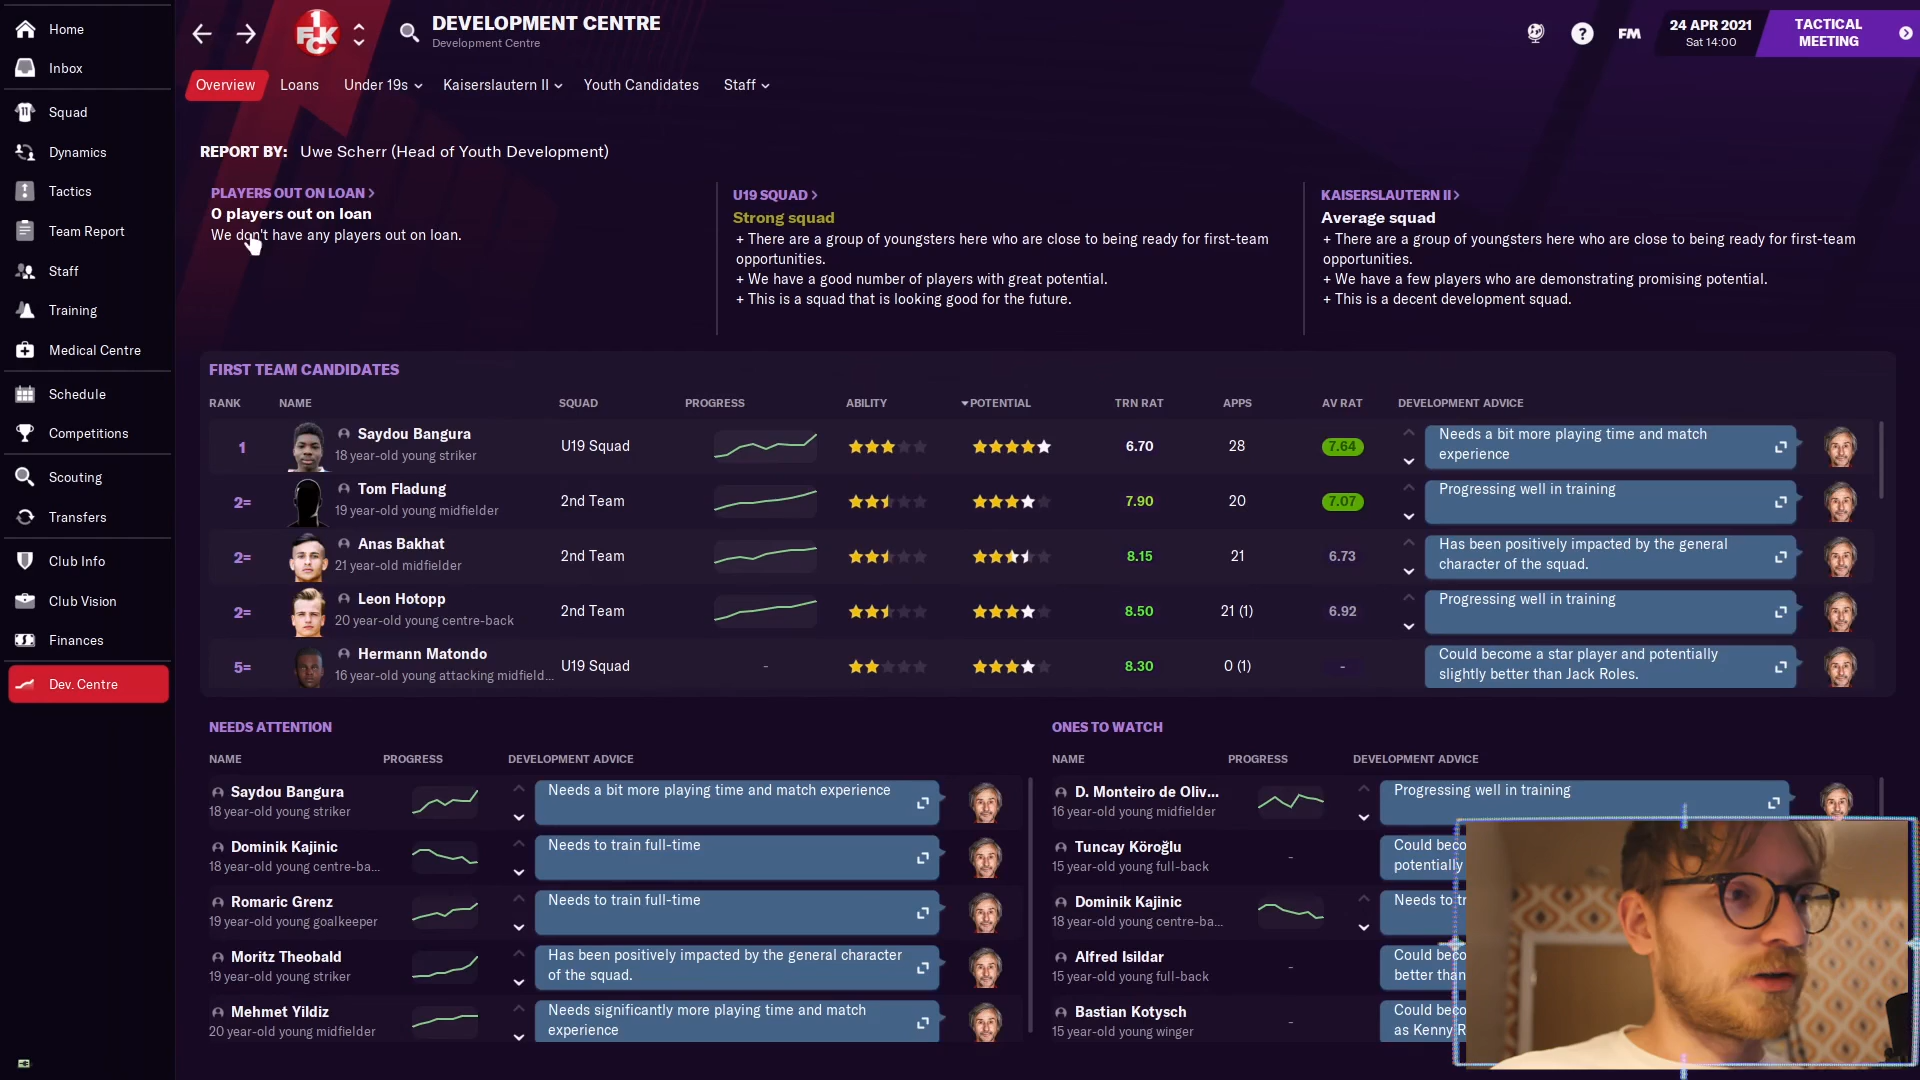 Home
Inbox
Squad
Dynamics
Tactics
Team Report
Staff
Training
Medical Centre
Schedule
Competitions
Scouting
Transfers
Club Info
Club Vision
Finances
Dev. Centre
1
FCK
DEVELOPMENT CENTRE
Development Centre
?
FM
24 APR 2021
Sat 14:00
TACTICAL
MEETING
Overview
Loans
Under 19s
Kaiserslautern II
Youth Candidates
Staff
REPORT BY: Uwe Scherr (Head of Youth Development)
PLAYERS OUT ON LOAN >
0 players out on loan
We don't have any players out on loan.
U19 SQUAD >
Strong squad
+ There are a group of youngsters here who are close to being ready for first-team
opportunities.
+ We have a good number of players with great potential.
+ This is a squad that is looking good for the future.
KAISERSLAUTERN II >
Average squad
+ There are a group of youngsters here who are close to being ready for first-team
opportunities.
+ We have a few players who are demonstrating promising potential.
+ This is a decent development squad.
FIRST TEAM CANDIDATES
RANK NAME SQUAD PROGRESS ABILITY POTENTIAL TRN RAT APPS AV RAT DEVELOPMENT ADVICE
1 Saydou Bangura U19 Squad 6.70 28 7.64
18 year-old young striker
Needs a bit more playing time and match
experience
2= Tom Fladung 2nd Team 7.90 20 7.07
19 year-old young midfielder
Progressing well in training
2= Anas Bakhat 2nd Team 8.15 21 6.73
21 year-old midfielder
Has been positively impacted by the general
character of the squad.
2= Leon Hotopp 2nd Team 8.50 21 (1) 6.92
20 year-old young centre-back
Progressing well in training
5= Hermann Matondo U19 Squad - 8.30 0 (1) -
16 year-old young attacking midfield...
Could become a star player and potentially
slightly better than Jack Roles.
NEEDS ATTENTION
NAME PROGRESS DEVELOPMENT ADVICE
Saydou Bangura
18 year-old young striker
Needs a bit more playing time and match experience
Dominik Kajinic
18 year-old young centre-ba...
Needs to train full-time
Romaric Grenz
19 year-old young goalkeeper
Needs to train full-time
Moritz Theobald
19 year-old young striker
Has been positively impacted by the general character
of the squad.
Mehmet Yildiz
20 year-old young midfielder
Needs significantly more playing time and match
experience
ONES TO WATCH
NAME PROGRESS DEVELOPMENT ADVICE
D. Monteiro de Oliv...
16 year-old young midfielder
Progressing well in training
Tuncay Köroğlu -
15 year-old young full-back
Could
potentially
Dominik Kajinic
18 year-old young centre-ba...
Needs to
Alfred Isildar -
15 year-old young full-back
Could
better than
Bastian Kotysch -
15 year-old young winger
Could
as Kenny